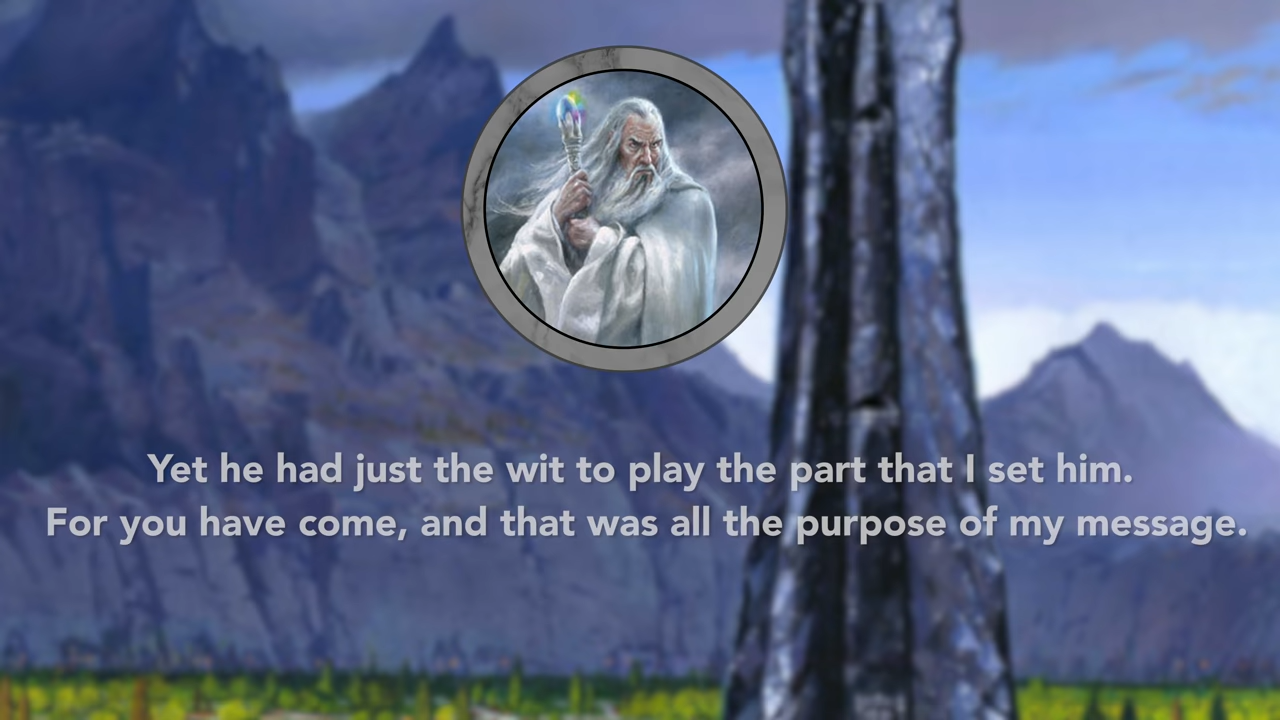 Yet he had just the wit to play the part that I set him.
For you have come, and that was all the purpose of my message.